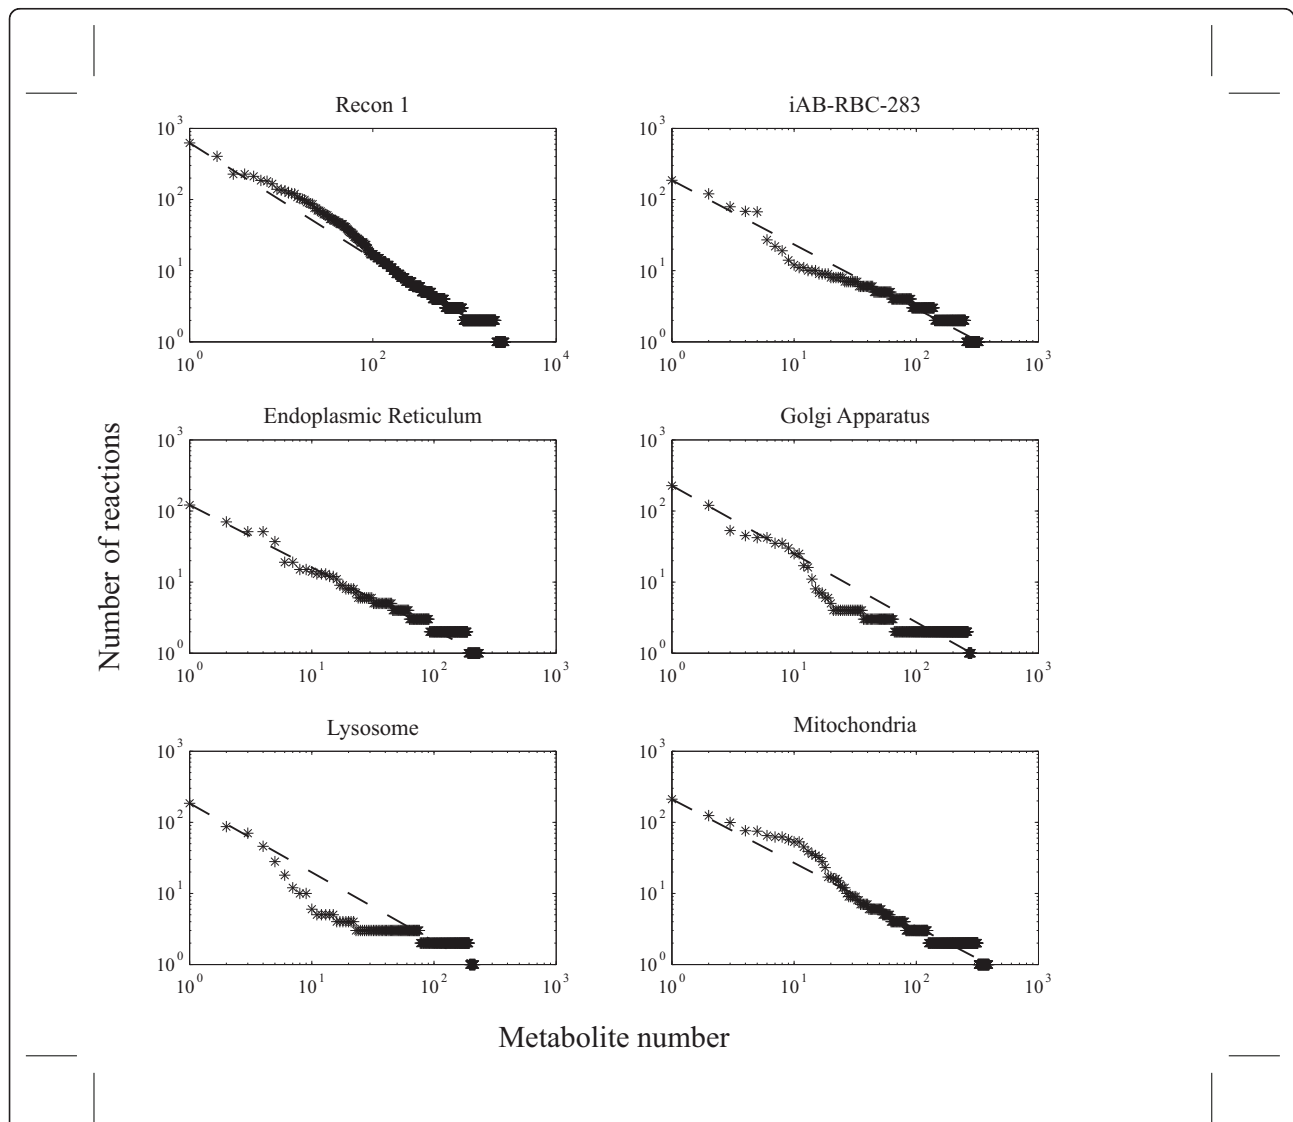 Recon 1
iAB-RBC-283
10^3
10^2
10^1
10^0
10^0 10^2 10^4
10^3
10^2
10^1
10^0
10^0 10^1 10^2 10^3
Endoplasmic Reticulum
Golgi Apparatus
10^3
10^2
10^1
10^0
10^0 10^1 10^2 10^3
10^3
10^2
10^1
10^0
10^0 10^1 10^2 10^3
Number of reactions
Lysosome
Mitochondria
10^3
10^2
10^1
10^0
10^0 10^1 10^2 10^3
10^3
10^2
10^1
10^0
10^0 10^1 10^2 10^3
Metabolite number